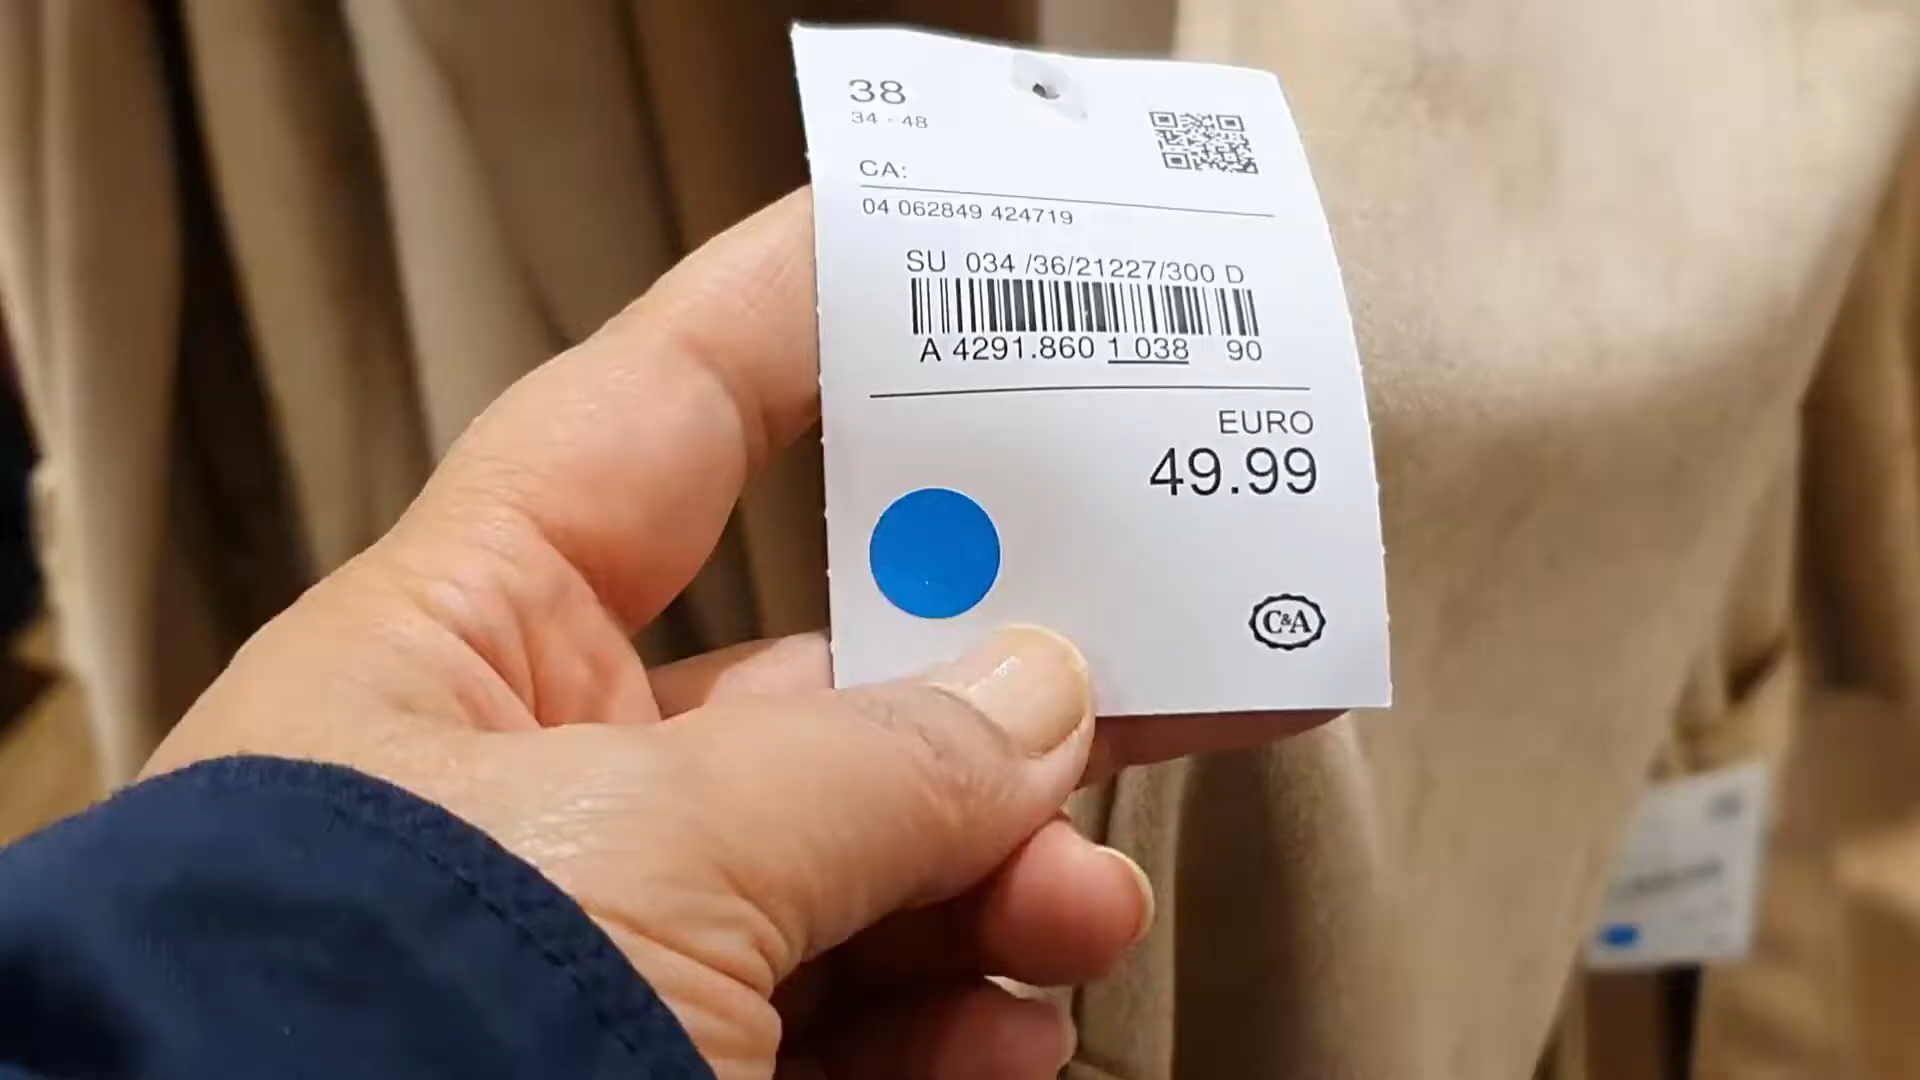 38
34 - 48
CA:
04 062849 424719
SU 034 /36/21227/300 D
A 4291.860 1 038 90
EURO
49.99
C&A